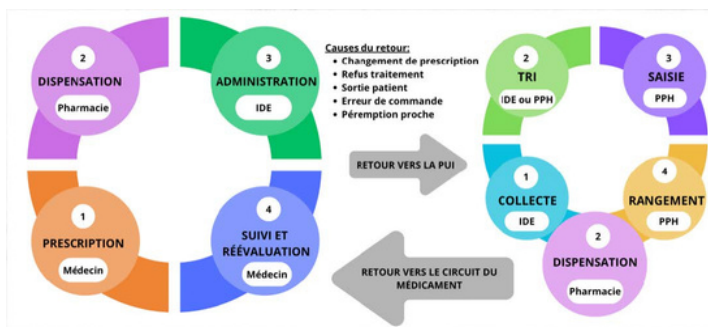 2
DISPENSATION
Pharmacie
3
ADMINISTRATION
IDE
1
PRESCRIPTION
Médecin
4
SUIVI ET
RÉÉVALUATION
Médecin
Causes du retour:
• Changement de prescription
• Refus traitement
• Sortie patient
• Erreur de commande
• Péremption proche
RETOUR VERS LA PUI
RETOUR VERS LE CIRCUIT DU
MÉDICAMENT
2
TRI
IDE ou PPH
3
SAISIE
PPH
1
COLLECTE
IDE
4
RANGEMENT
PPH
2
DISPENSATION
Pharmacie